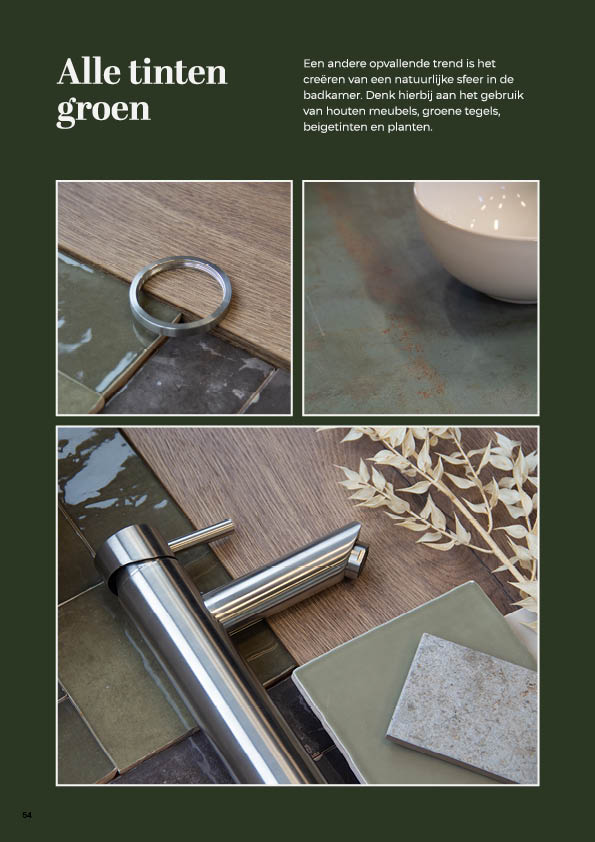 Alle tinten
groen
Een andere opvallende trend is het
creëren van een natuurlijke sfeer in de
badkamer. Denk hierbij aan het gebruik
van houten meubels, groene tegels,
beigetinten en planten.
54